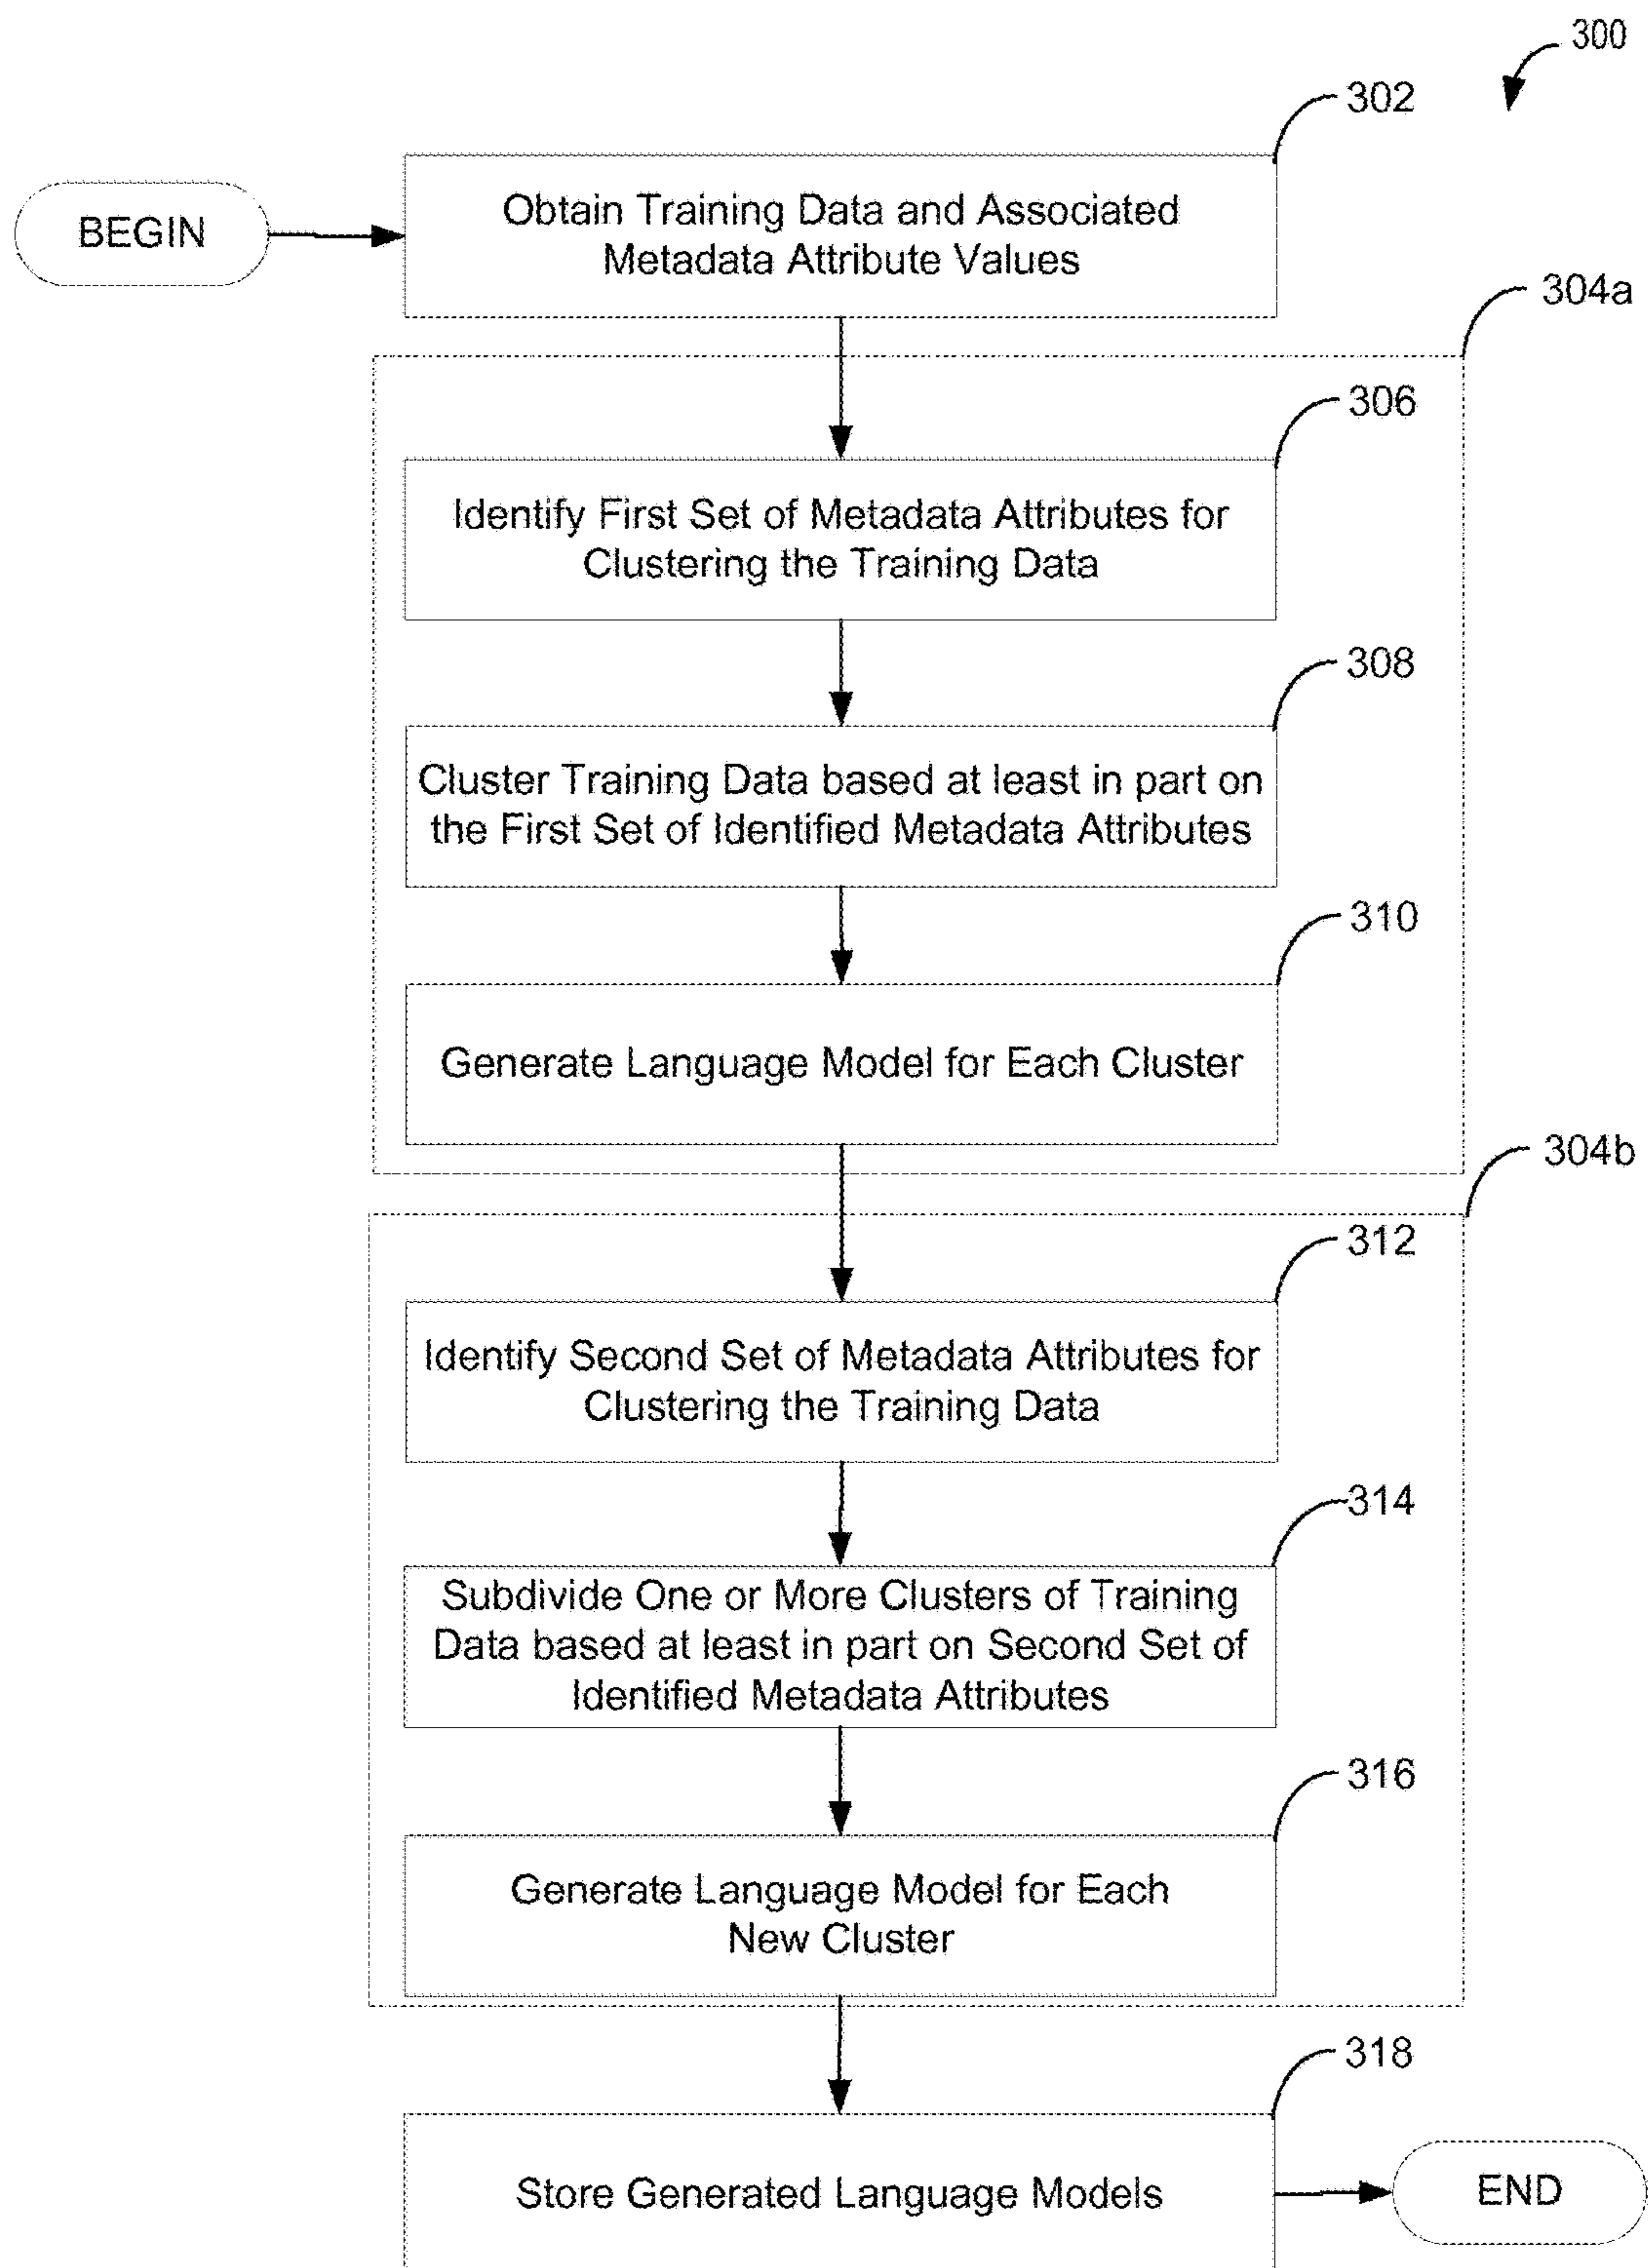 300
302
BEGIN
Obtain Training Data and Associated
Metadata Attribute Values
304a
306
Identify First Set of Metadata Attributes for
Clustering the Training Data
308
Cluster Training Data based at least in part on
the First Set of Identified Metadata Attributes
310
Generate Language Model for Each Cluster
304b
312
Identify Second Set of Metadata Attributes for
Clustering the Training Data
314
Subdivide One or More Clusters of Training
Data based at least in part on Second Set of
Identified Metadata Attributes
316
Generate Language Model for Each
New Cluster
318
Store Generated Language Models
END